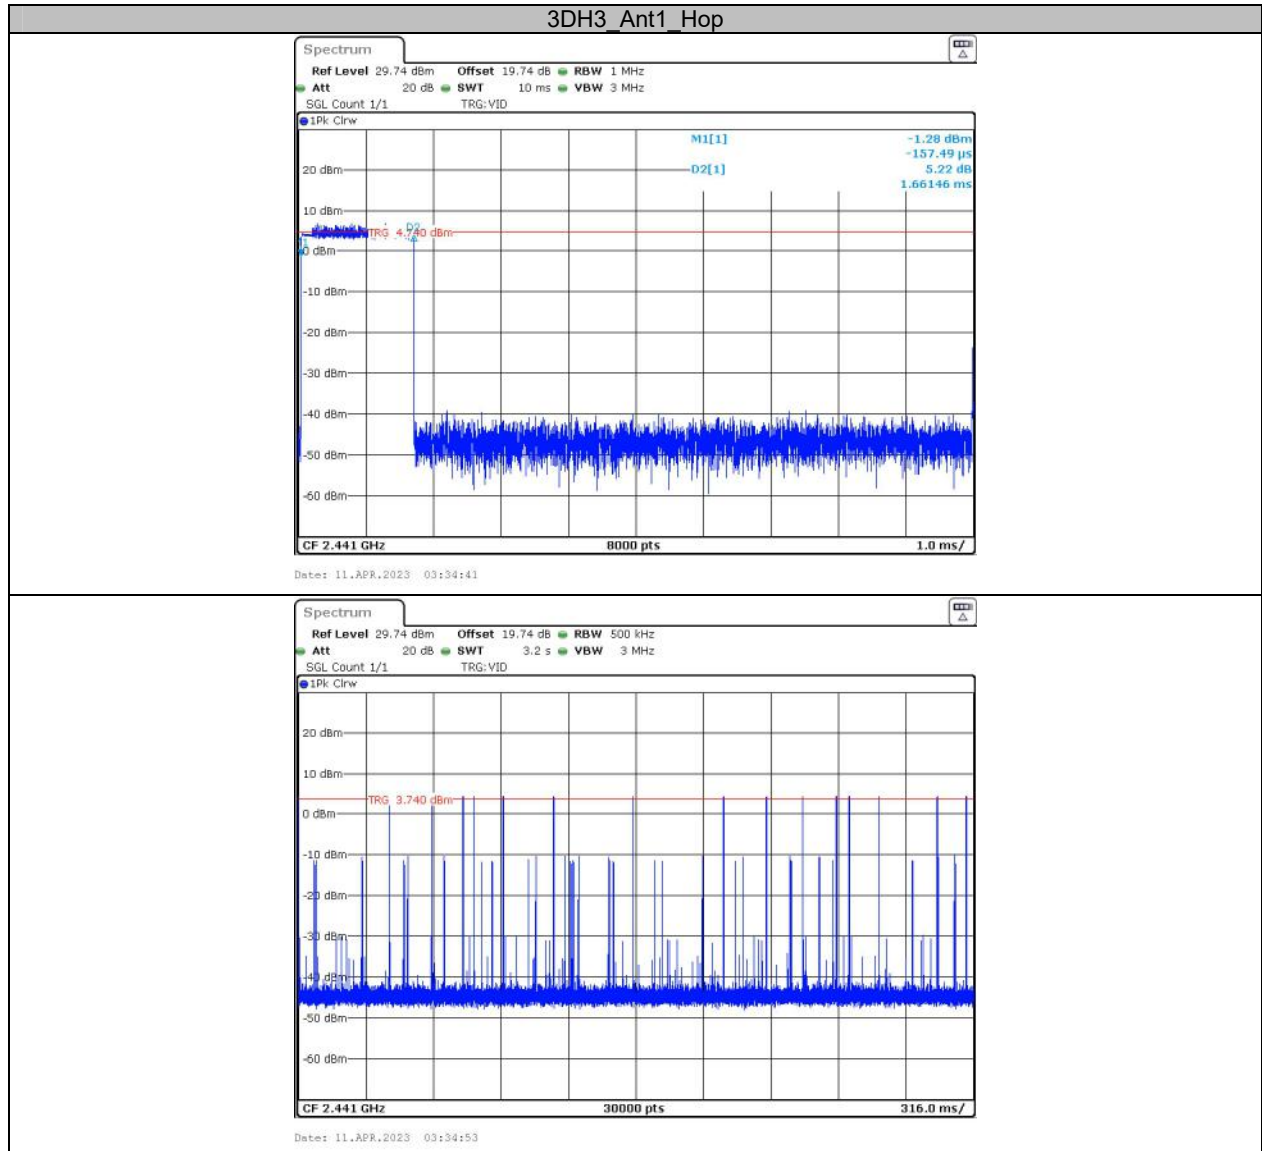 3DH3_Ant1_Hop
Spectrum
Ref Level 29.74 dBm Offset 19.74 dB RBW 1 MHz
Att 20 dB SWT 10 ms VBW 3 MHz
SGL Count 1/1 TRG:VID
1Pk Clrw
M1[1] -1.28 dBm
-157.49 µs
20 dBm D2[1] 5.22 dB
1.66146 ms
10 dBm
D2
TRG 4.740 dBm
0 dBm
-10 dBm
-20 dBm
-30 dBm
-40 dBm
-50 dBm
-60 dBm
CF 2.441 GHz 8000 pts 1.0 ms/
Date: 11.APR.2023 03:34:41
Spectrum
Ref Level 29.74 dBm Offset 19.74 dB RBW 500 kHz
Att 20 dB SWT 3.2 s VBW 3 MHz
SGL Count 1/1 TRG:VID
1Pk Clrw
20 dBm
10 dBm
TRG 3.740 dBm
0 dBm
-10 dBm
-20 dBm
-30 dBm
-40 dBm
-50 dBm
-60 dBm
CF 2.441 GHz 30000 pts 316.0 ms/
Date: 11.APR.2023 03:34:53